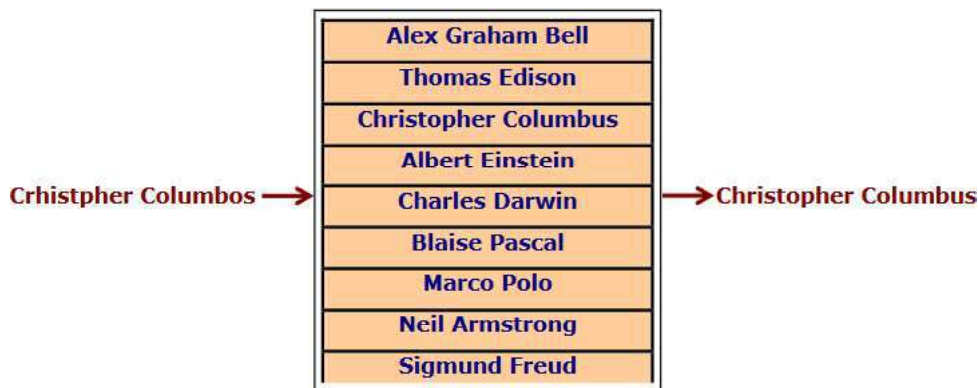 Alex Graham Bell
Thomas Edison
Christopher Columbus
Albert Einstein
Crhistpher Columbos
Charles Darwin
Christopher Columbus
Blaise Pascal
Marco Polo
Neil Armstrong
Sigmund Freud